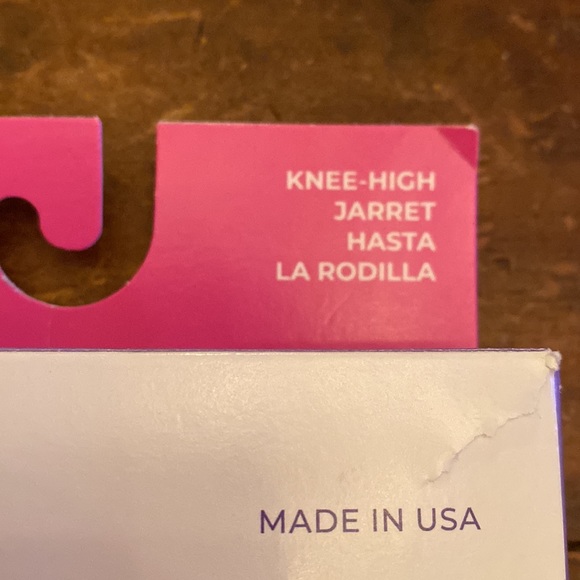 KNEE-HIGH
JARRET
HASTA
LA RODILLA
MADE IN USA